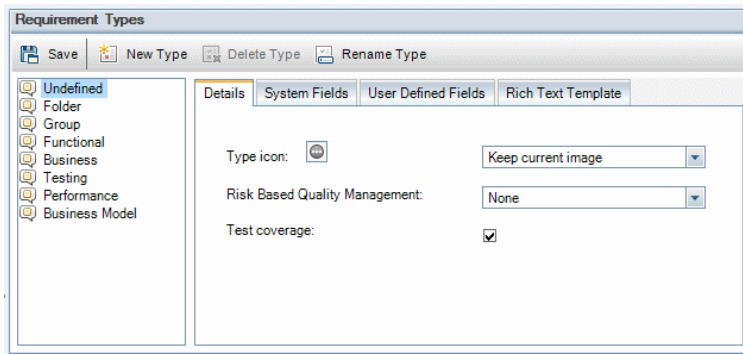 Requirement Types
Save New Type Delete Type Rename Type
Undefined
Folder
Group
Functional
Business
Testing
Performance
Business Model
Details System Fields User Defined Fields Rich Text Template
Type icon: Keep current image
Risk Based Quality Management: None
Test coverage: